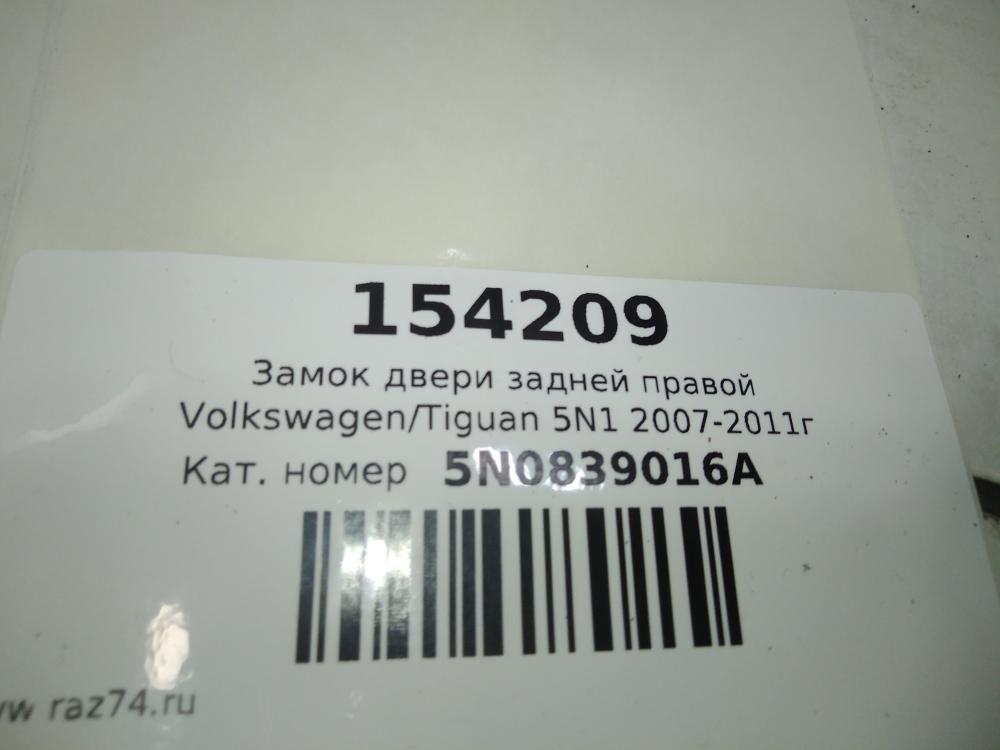 154209
Замок двери задней правой
Volkswagen/Tiguan 5N1 2007-2011г
Кат. номер 5N0839016A
raz74.ru